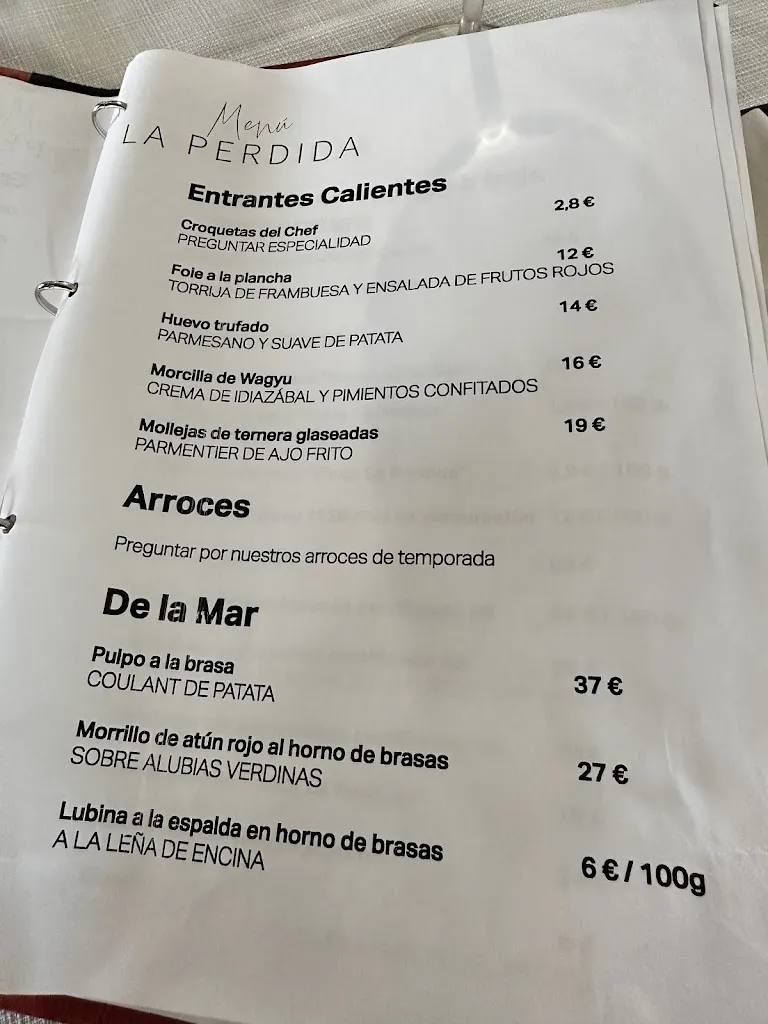 Menú
LA PERDIDA
Entrantes Calientes
Croquetas del Chef 2,8 €
PREGUNTAR ESPECIALIDAD
Foie a la plancha 12 €
TORRIJA DE FRAMBUESA Y ENSALADA DE FRUTOS ROJOS
Huevo trufado 14 €
PARMESANO Y SUAVE DE PATATA
Morcilla de Wagyu 16 €
CREMA DE IDIAZÁBAL Y PIMIENTOS CONFITADOS
Mollejas de ternera glaseadas 19 €
PARMENTIER DE AJO FRITO
Arroces
Preguntar por nuestros arroces de temporada
De la Mar
Pulpo a la brasa 37 €
COULANT DE PATATA
Morrillo de atún rojo al horno de brasas 27 €
SOBRE ALUBIAS VERDINAS
Lubina a la espalda en horno de brasas 6 € / 100g
A LA LEÑA DE ENCINA